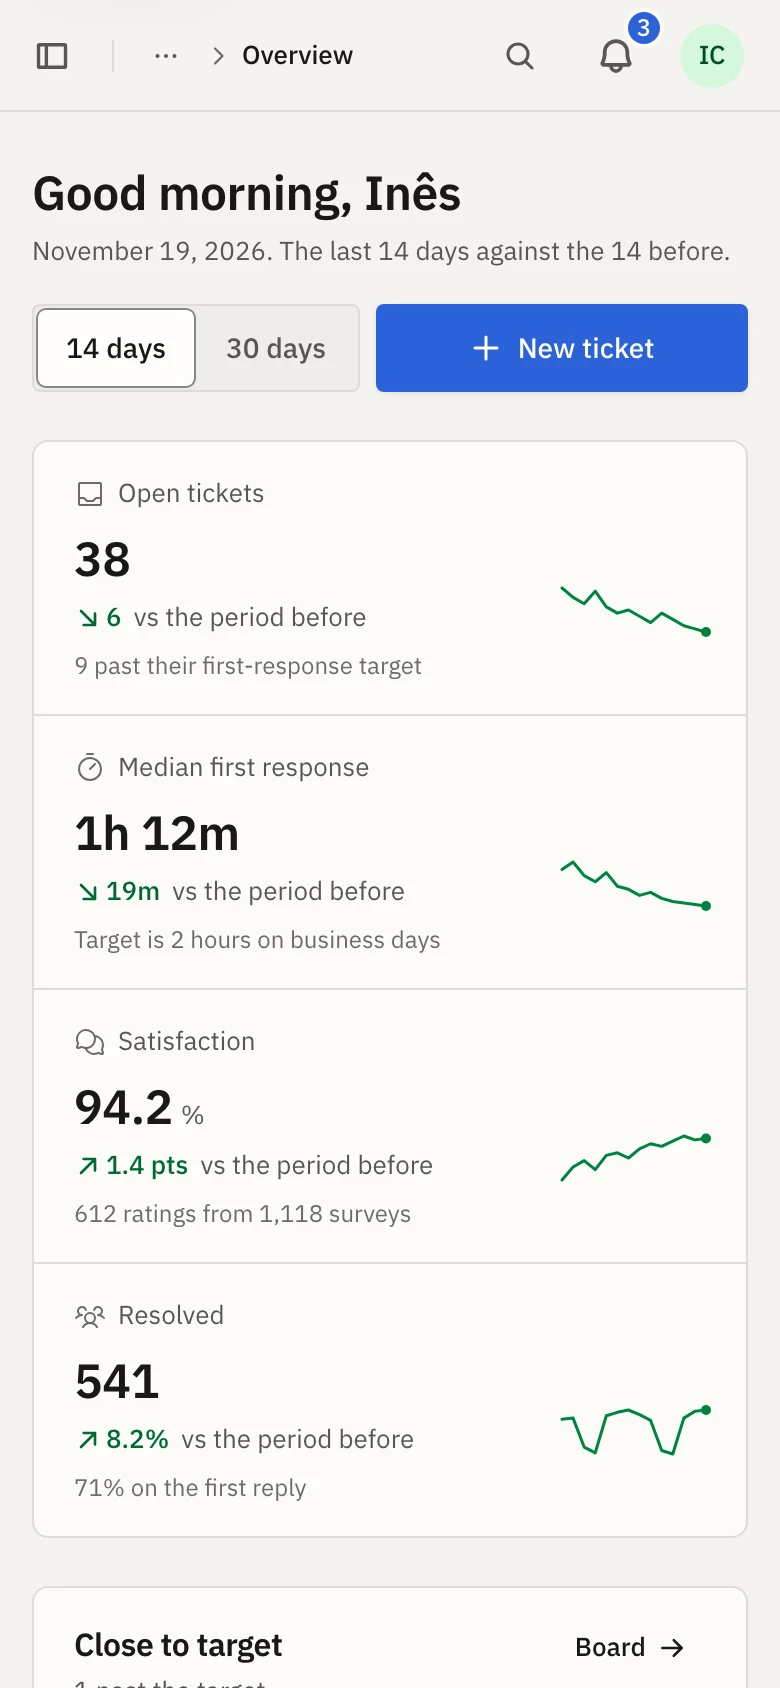 ... Overview
3
IC
Good morning, Inês
November 19, 2026. The last 14 days against the 14 before.
14 days
30 days
New ticket
Open tickets
38
6 vs the period before
9 past their first-response target
Median first response
1h 12m
19m vs the period before
Target is 2 hours on business days
Satisfaction
94.2 %
1.4 pts vs the period before
612 ratings from 1,118 surveys
Resolved
541
8.2% vs the period before
71% on the first reply
Close to target
Board
1 past the target